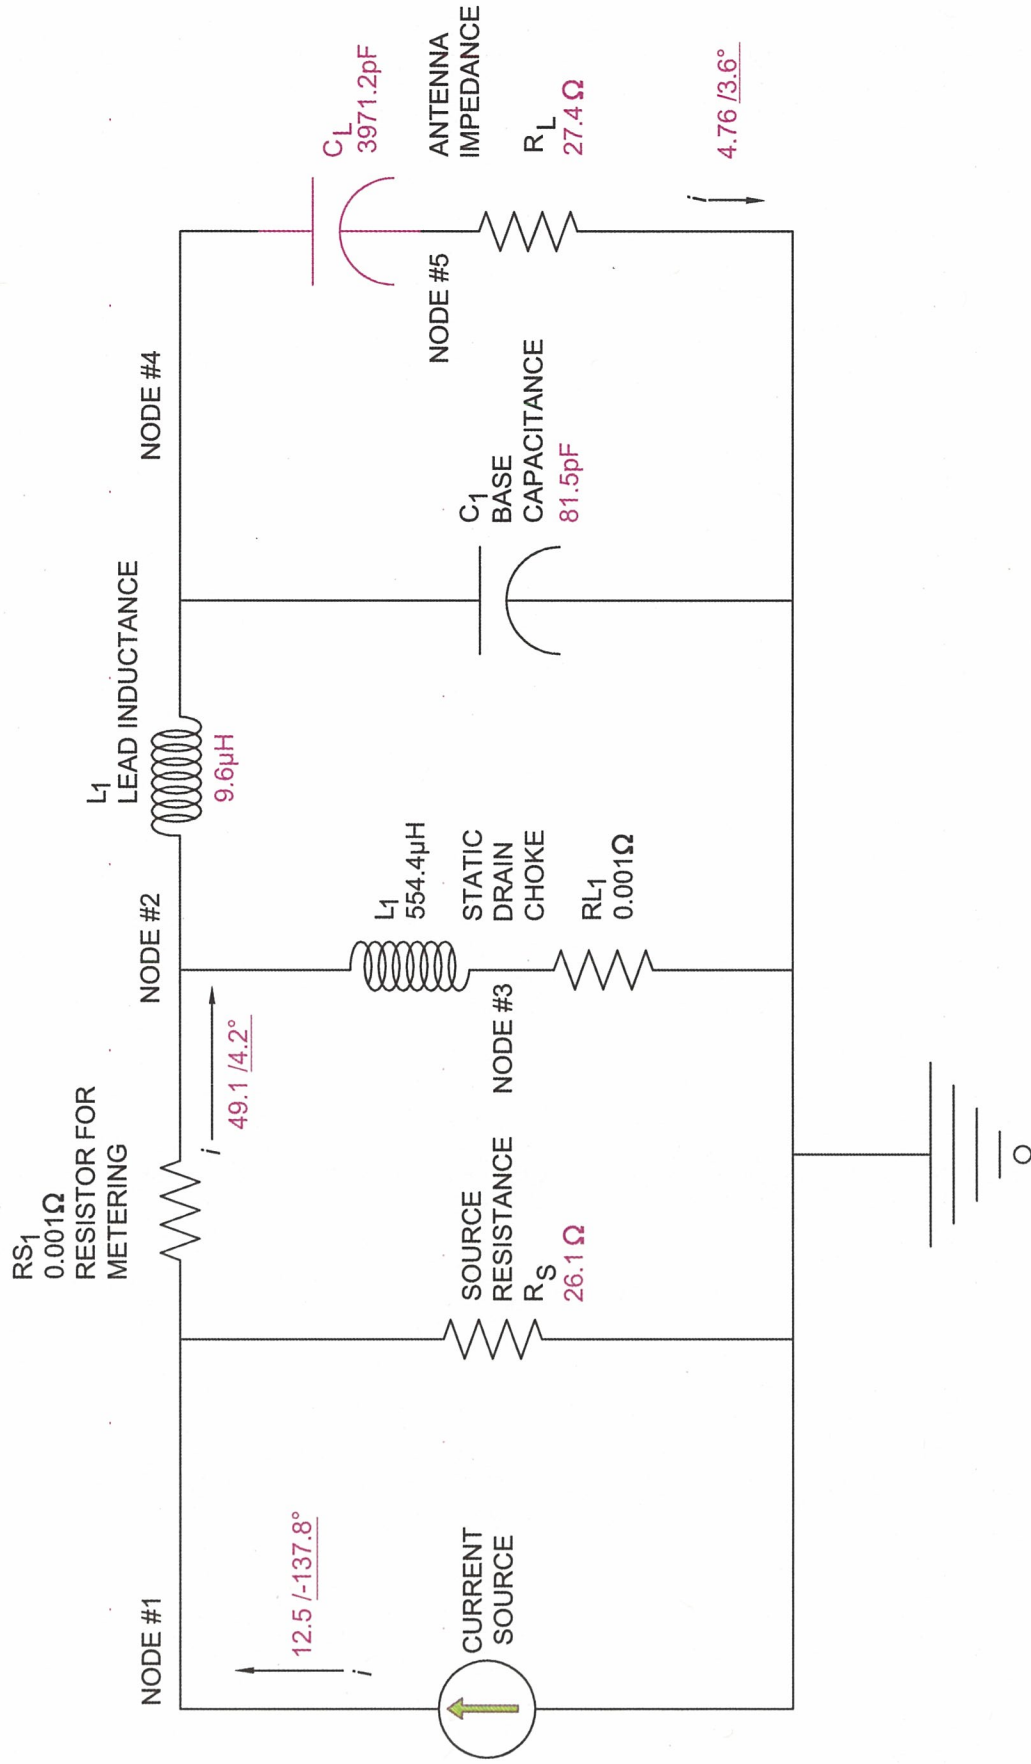 NODE #1
12.5 /-137.8°
i
CURRENT
SOURCE
RS1
0.001Ω
RESISTOR FOR
METERING
i
49.1 /4.2°
SOURCE
RESISTANCE
RS
26.1 Ω
NODE #2
L1
554.4µH
STATIC
DRAIN
CHOKE
NODE #3
RL1
0.001Ω
L1
LEAD INDUCTANCE
9.6µH
C1
BASE
CAPACITANCE
81.5pF
NODE #4
CL
3971.2pF
ANTENNA
IMPEDANCE
NODE #5
RL
27.4 Ω
i
4.76 /3.6°
O